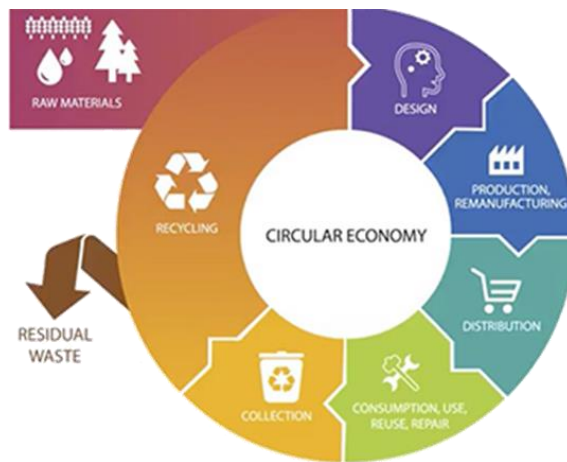 RAW MATERIALS
DESIGN
PRODUCTION,
REMANUFACTURING
RECYCLING
CIRCULAR ECONOMY
DISTRIBUTION
RESIDUAL
WASTE
COLLECTION
CONSUMPTION, USE,
REUSE, REPAIR